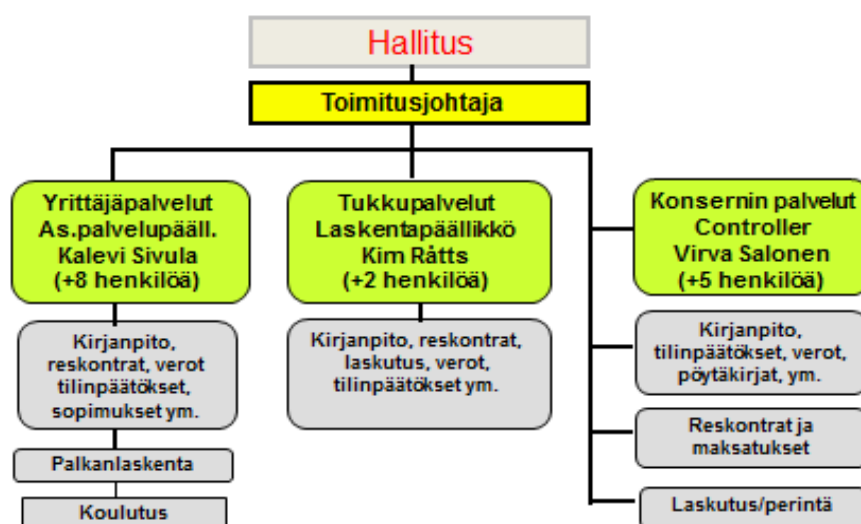 Hallitus
Toimitusjohtaja
Yrittäjäpalvelut
As.palvelupääll.
Kalevi Sivula
(+8 henkilöä)
Kirjanpito,
reskontrat, verot
tilinpäätökset,
sopimukset ym.
Palkanlaskenta
Koulutus
Tukkupalvelut
Laskentapäällikkö
Kim Råtts
(+2 henkilöä)
Kirjanpito, reskontrat,
laskutus, verot,
tilinpäätökset ym.
Konsernin palvelut
Controller
Virva Salonen
(+5 henkilöä)
Kirjanpito,
tilinpäätökset, verot,
pöytäkirjat, ym.
Reskontrat ja
maksatukset
Laskutus/perintä